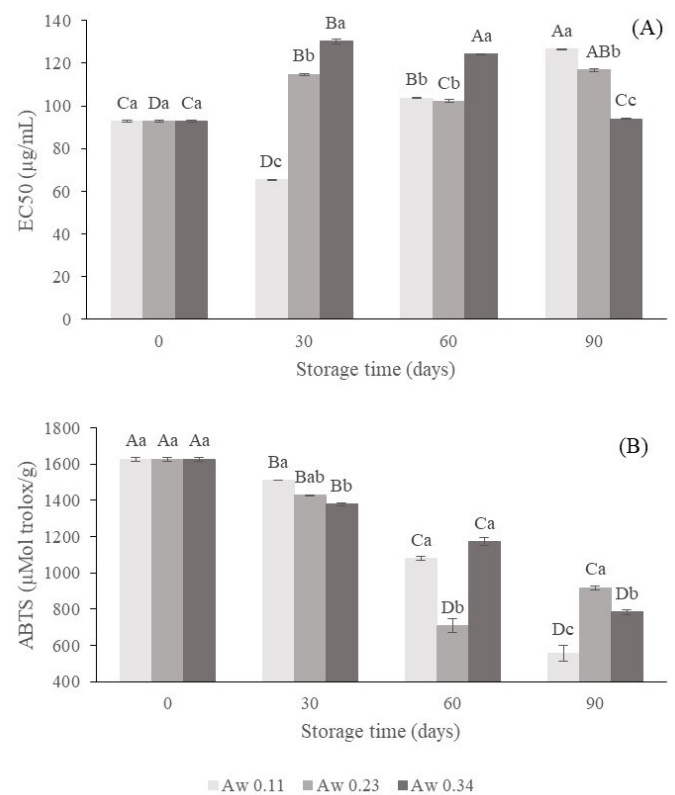 (A)
140
120
100
80
60
40
20
0
EC50 (µg/mL)
Ca Da Ca
Dc Bb Ba
Bb Cb Aa
Aa ABb Cc
0 30 60 90
Storage time (days)
(B)
1800
1600
1400
1200
1000
800
600
400
ABTS (µMol trolox/g)
Aa Aa Aa
Ba Bab Bb
Ca Db Ca
Dc Ca Db
0 30 60 90
Storage time (days)
Aw 0.11 Aw 0.23 Aw 0.34